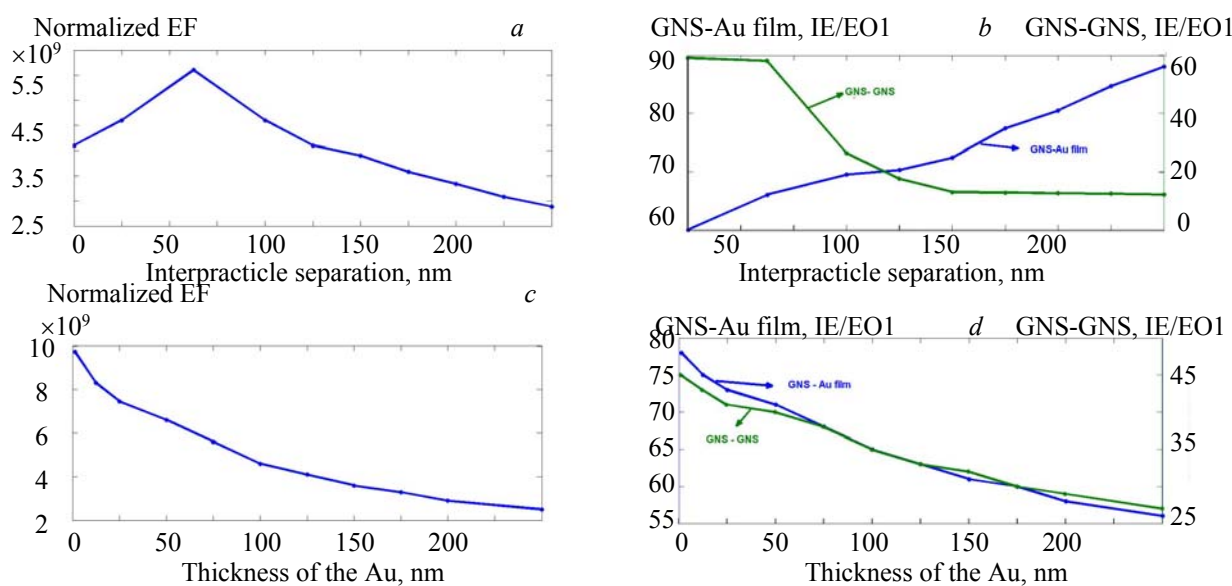 Normalized EF a
×10⁹
5.5
4.5
3.5
2.5
0 50 100 150 200
Interpracticle separation, nm
GNS-Au film, IE/EO1 b GNS-GNS, IE/EO1
90
80
70
60
GNS- GNS
GNS-Au film
60
40
20
0
50 100 150 200
Interpracticle separation, nm
Normalized EF c
×10⁹
10
8
6
4
2
0 50 100 150 200
Thickness of the Au, nm
GNS-Au film, IE/EO1 d GNS-GNS, IE/EO1
80
75
70
65
60
55
GNS - Au film
GNS - GNS
45
35
25
0 50 100 150 200
Thickness of the Au, nm